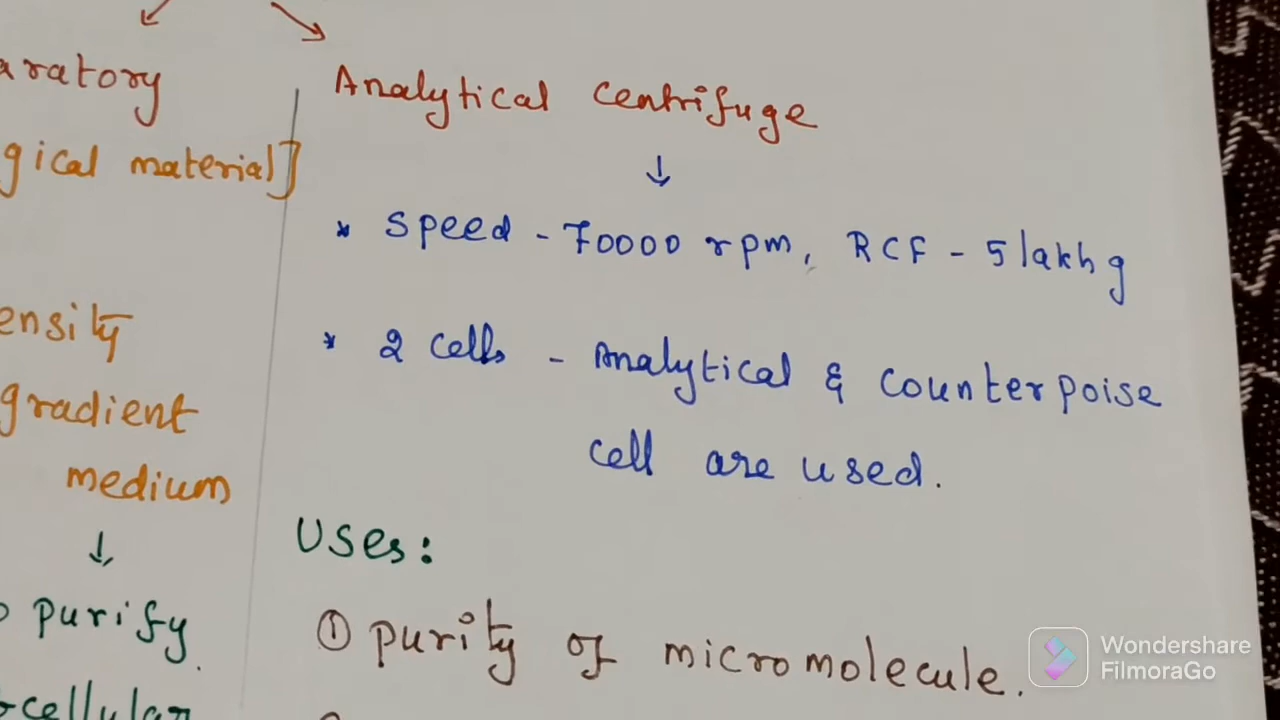 aratory
gical material]
ensity
gradient
medium
purify.
cellular
Analytical centrifuge
* Speed - 70000 rpm, RCF - 5 lakh g
* 2 cells - Analytical & Counterpoise
cell are used.
Uses:
① purity of micromolecule.
Wondershare
FilmoraGo